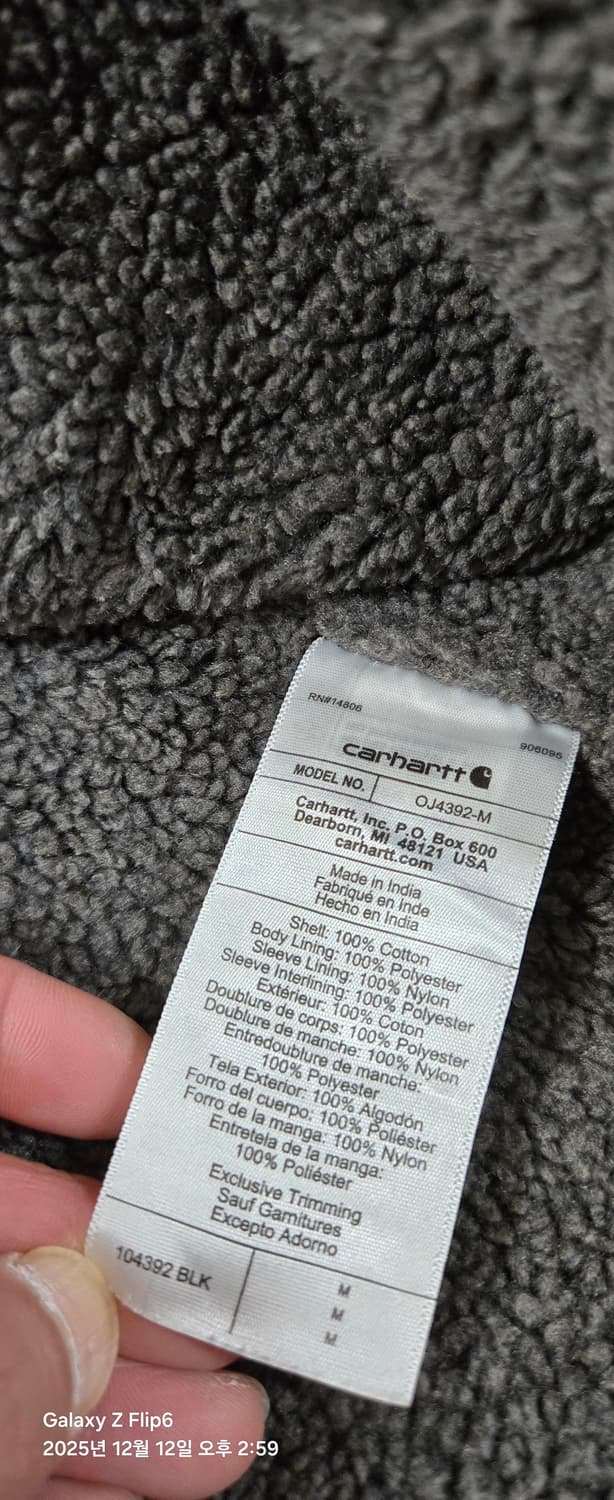 RN#14806
906095
carhartt
MODEL NO. OJ4392-M
Carhartt, Inc. P.O. Box 600
Dearborn, MI 48121 USA
carhartt.com
Made in India
Fabriqué en Inde
Hecho en India
Shell: 100% Cotton
Body Lining: 100% Polyester
Sleeve Lining: 100% Nylon
Sleeve Interlining: 100% Polyester
Extérieur: 100% Coton
Doublure de corps: 100% Polyester
Doublure de manche: 100% Nylon
Entredoublure de manche:
100% Polyester
Tela Exterior: 100% Algodón
Forro del cuerpo: 100% Poliéster
Forro de la manga: 100% Nylon
Entretela de la manga:
100% Poliéster
Exclusive Trimming
Sauf Garnitures
Excepto Adorno
104392 BLK
M
M
M
Galaxy Z Flip6
2025년 12월 12일 오후 2:59